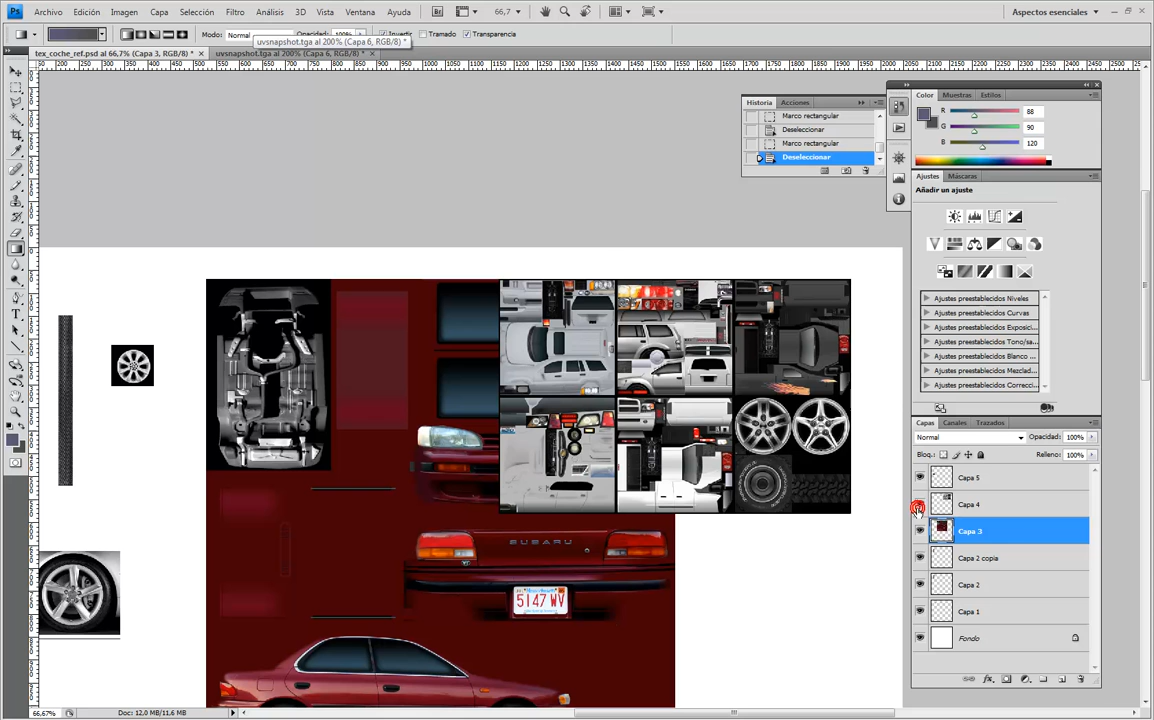 Ps Archivo Edición Imagen Capa Selección Filtro Análisis 3D Vista Ventana Ayuda Br 66,7 Aspectos esenciales
Modo: Normal Opacidad: 100% Invertir Tramado Transparencia
uvsnapshot.tga al 200% (Capa 6, RGB/8) *
tex_coche_ref.psd al 66,7% (Capa 3, RGB/8) * x uvsnapshot.tga al 200% (Capa 6, RGB/8) * x
Historia Acciones
Marco rectangular
Deseleccionar
Marco rectangular
Deseleccionar
Color Muestras Estilos
R 88
G 90
B 120
Ajustes Máscaras
Añadir un ajuste
Ajustes preestablecidos Niveles
Ajustes preestablecidos Curvas
Ajustes preestablecidos Exposici...
Ajustes preestablecidos Tono/sa...
Ajustes preestablecidos Blanco ...
Ajustes preestablecidos Mezclad...
Ajustes preestablecidos Correcci...
Capas Canales Trazados
Normal Opacidad: 100%
Bloq.: Relleno: 100%
Capa 5
Capa 4
Capa 3
Capa 2 copia
Capa 2
Capa 1
Fondo
SUBARU
5147 WV
66.67% Doc: 12,0 MB/11,6 MB